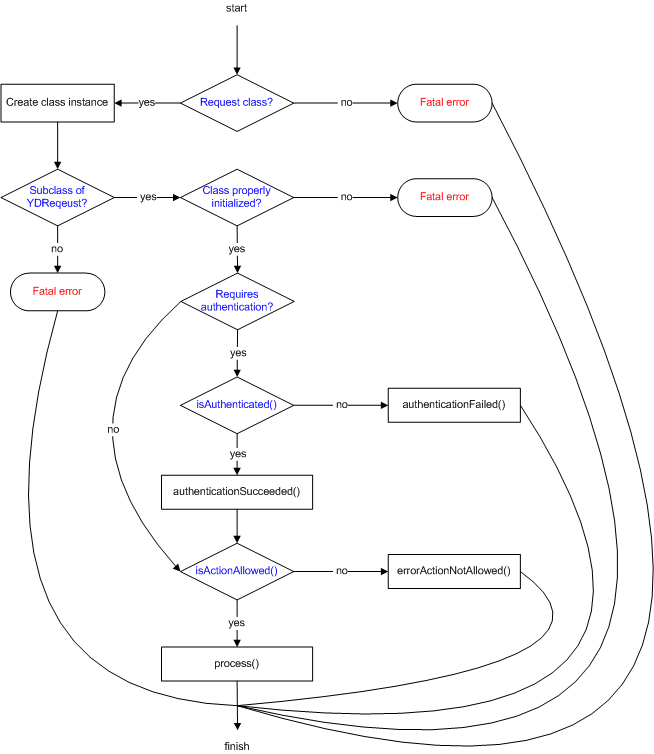 start
Create class instance
yes
Request class?
no
Fatal error
Subclass of
YDReqeust?
yes
Class properly
initialized?
no
Fatal error
no
yes
Fatal error
Requires
authentication?
yes
no
isAuthenticated()
no
authenticationFailed()
yes
authenticationSucceeded()
isActionAllowed()
no
errorActionNotAllowed()
yes
process()
finish